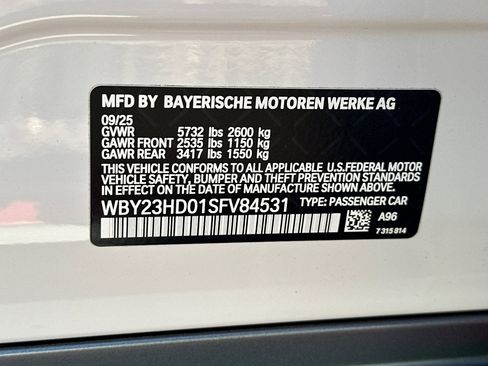 MFD BY BAYERISCHE MOTOREN WERKE AG
09/25
GVWR 5732 lbs 2600 kg
GAWR FRONT 2535 lbs 1150 kg
GAWR REAR 3417 lbs 1550 kg
THIS VEHICLE CONFORMS TO ALL APPLICABLE U.S.FEDERAL MOTOR
VEHICLE SAFETY, BUMPER, AND THEFT PREVENTION STANDARDS
IN EFFECT ON THE DATE OF MANUFACTURE SHOWN ABOVE.
WBY23HD01SFV84531 TYPE: PASSENGER CAR
A96
7 315 814